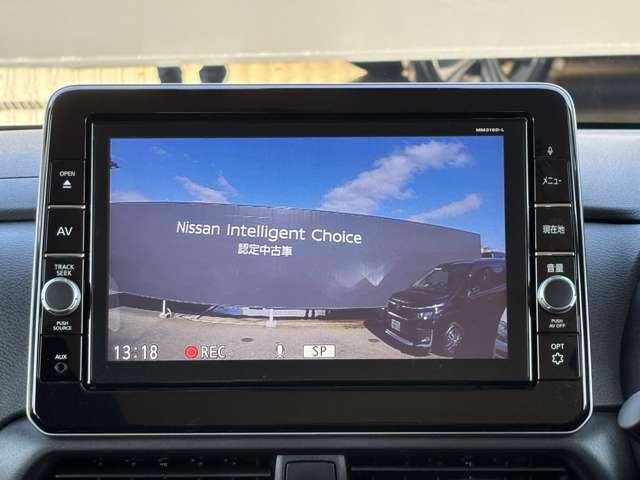 MM319D-L
OPEN
AV
TRACK
SEEK
PUSH
SOURCE
AUX
Nissan Intelligent Choice
認定中古車
13:18
REC
SP
メニュー
現在地
音量
PUSH
AV OFF
OPT